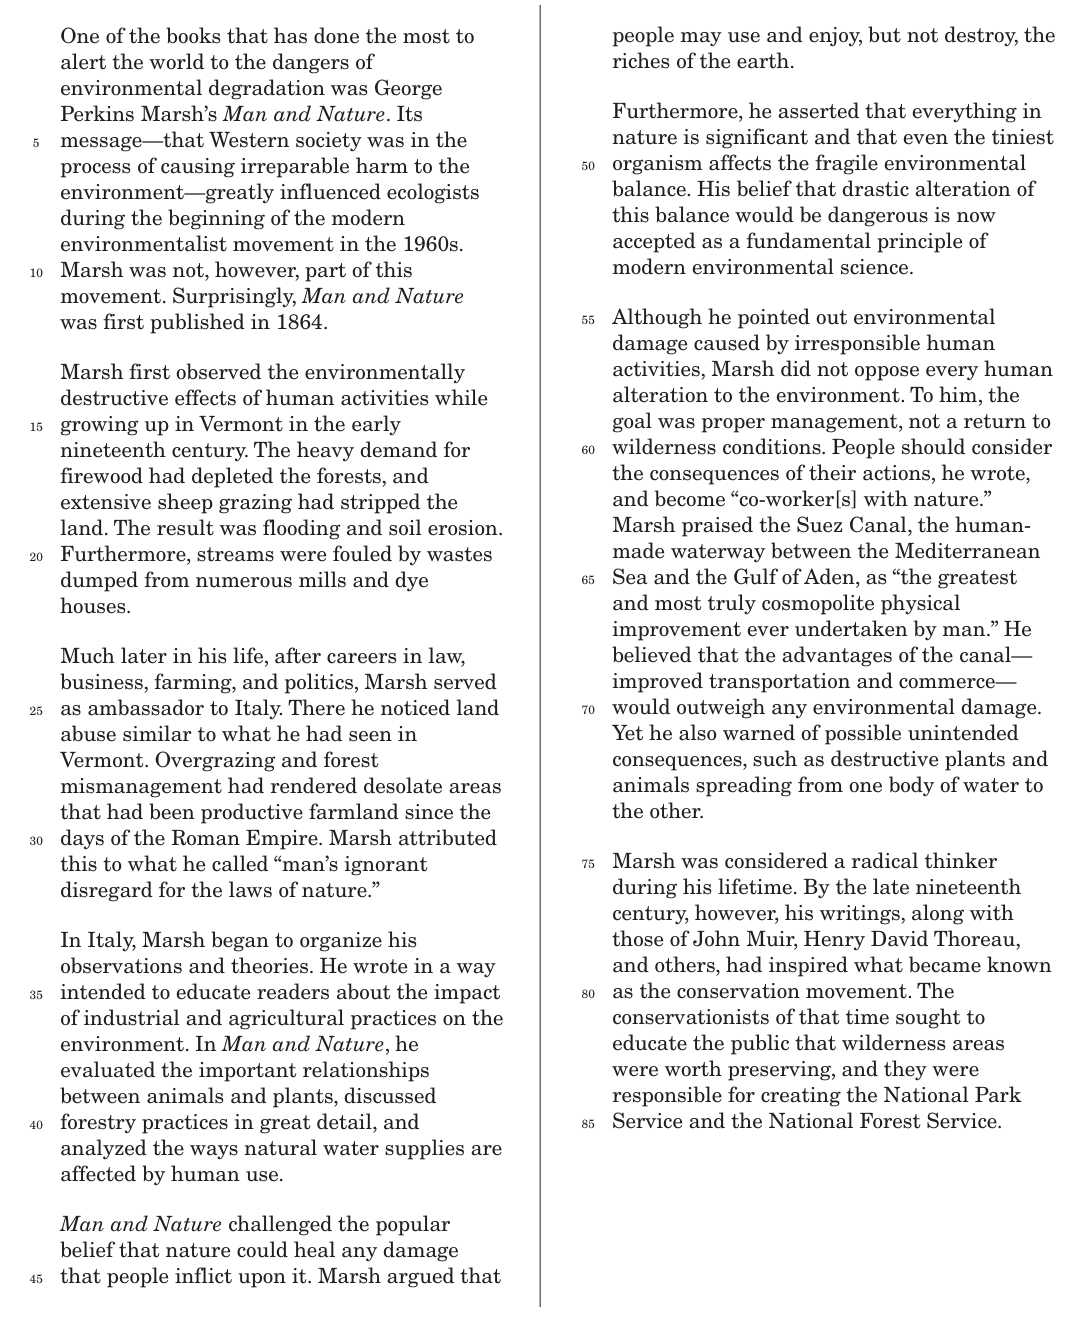 One of the books that has done the most to
alert the world to the dangers of
environmental degradation was George
Perkins Marsh's Man and Nature. Its
5 message—that Western society was in the
process of causing irreparable harm to the
environment—greatly influenced ecologists
during the beginning of the modern
environmentalist movement in the 1960s.
10 Marsh was not, however, part of this
movement. Surprisingly, Man and Nature
was first published in 1864.
Marsh first observed the environmentally
destructive effects of human activities while
15 growing up in Vermont in the early
nineteenth century. The heavy demand for
firewood had depleted the forests, and
extensive sheep grazing had stripped the
land. The result was flooding and soil erosion.
20 Furthermore, streams were fouled by wastes
dumped from numerous mills and dye
houses.
Much later in his life, after careers in law,
business, farming, and politics, Marsh served
25 as ambassador to Italy. There he noticed land
abuse similar to what he had seen in
Vermont. Overgrazing and forest
mismanagement had rendered desolate areas
that had been productive farmland since the
30 days of the Roman Empire. Marsh attributed
this to what he called “man's ignorant
disregard for the laws of nature.”
In Italy, Marsh began to organize his
observations and theories. He wrote in a way
35 intended to educate readers about the impact
of industrial and agricultural practices on the
environment. In Man and Nature, he
evaluated the important relationships
between animals and plants, discussed
40 forestry practices in great detail, and
analyzed the ways natural water supplies are
affected by human use.
Man and Nature challenged the popular
belief that nature could heal any damage
45 that people inflict upon it. Marsh argued that
people may use and enjoy, but not destroy, the
riches of the earth.
Furthermore, he asserted that everything in
nature is significant and that even the tiniest
50 organism affects the fragile environmental
balance. His belief that drastic alteration of
this balance would be dangerous is now
accepted as a fundamental principle of
modern environmental science.
55 Although he pointed out environmental
damage caused by irresponsible human
activities, Marsh did not oppose every human
alteration to the environment. To him, the
goal was proper management, not a return to
60 wilderness conditions. People should consider
the consequences of their actions, he wrote,
and become “co-worker[s] with nature.”
Marsh praised the Suez Canal, the human-
made waterway between the Mediterranean
65 Sea and the Gulf of Aden, as “the greatest
and most truly cosmopolite physical
improvement ever undertaken by man.” He
believed that the advantages of the canal—
improved transportation and commerce—
70 would outweigh any environmental damage.
Yet he also warned of possible unintended
consequences, such as destructive plants and
animals spreading from one body of water to
the other.
75 Marsh was considered a radical thinker
during his lifetime. By the late nineteenth
century, however, his writings, along with
those of John Muir, Henry David Thoreau,
and others, had inspired what became known
80 as the conservation movement. The
conservationists of that time sought to
educate the public that wilderness areas
were worth preserving, and they were
responsible for creating the National Park
85 Service and the National Forest Service.